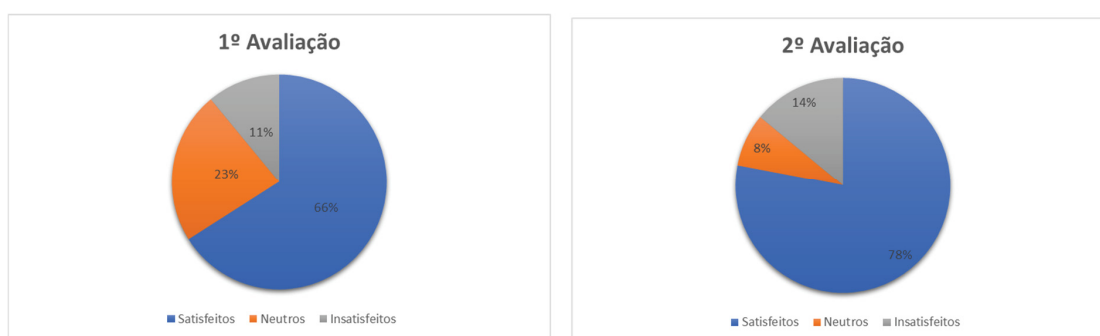 1º Avaliação
11%
23%
66%
Satisfeitos Neutros Insatisfeitos
2º Avaliação
14%
8%
78%
Satisfeitos Neutros Insatisfeitos